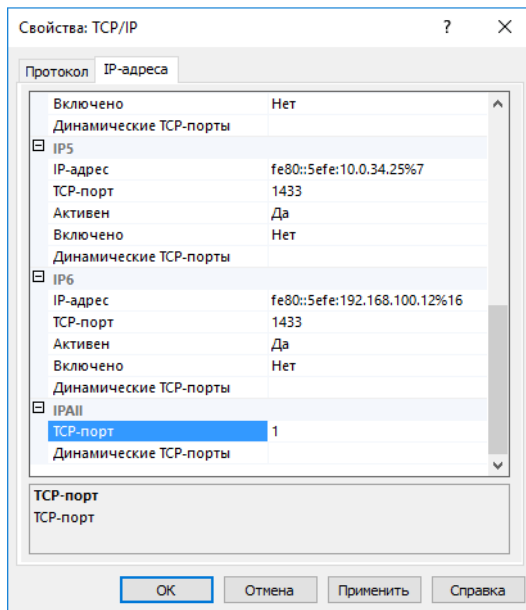 Свойства: TCP/IP ?
Протокол IP-адреса
Включено Нет
Динамические TCP-порты
IP5
IP-адрес fe80::5efe:10.0.34.25%7
TCP-порт 1433
Активен Да
Включено Нет
Динамические TCP-порты
IP6
IP-адрес fe80::5efe:192.168.100.12%16
TCP-порт 1433
Активен Да
Включено Нет
Динамические TCP-порты
IPAll
TCP-порт 1
Динамические TCP-порты
TCP-порт
TCP-порт
ОК Отмена Применить Справка